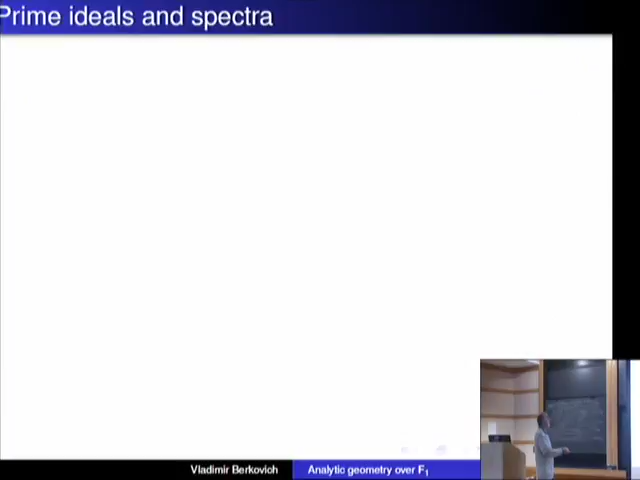 Prime ideals and spectra
Vladimir Berkovich
Analytic geometry over F₁